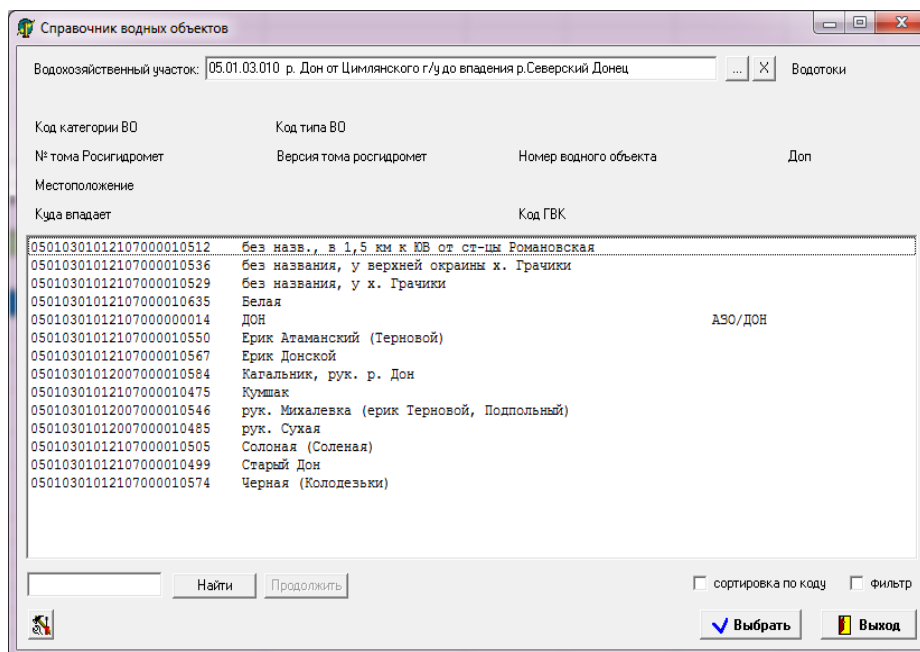 Справочник водных объектов
Водохозяйственный участок: 05.01.03.010 р. Дон от Цимлянского г/у до впадения р.Северский Донец ... X Водотоки
Код категории ВО Код типа ВО
№ тома Росигидромет Версия тома росгидромет Номер водного объекта Доп
Местоположение
Куда впадает Код ГВК
05010301012107000010512 без назв., в 1,5 км к ЮВ от ст-цы Романовская
05010301012107000010536 без названия, у верхней окраины х. Грачики
05010301012107000010529 без названия, у х. Грачики
05010301012107000010635 Белая
05010301012107000000014 ДОН АЗО/ДОН
05010301012107000010550 Ерик Атаманский (Терновой)
05010301012107000010567 Ерик Донской
05010301012007000010584 Кагальник, рук. р. Дон
05010301012107000010475 Кумшак
05010301012007000010546 рук. Михалевка (ерик Терновой, Подпольный)
05010301012007000010485 рук. Сухая
05010301012107000010505 Солоная (Соленая)
05010301012107000010499 Старый Дон
05010301012107000010574 Черная (Колодезьки)
Найти Продолжить сортировка по коду фильтр
Выбрать Выход